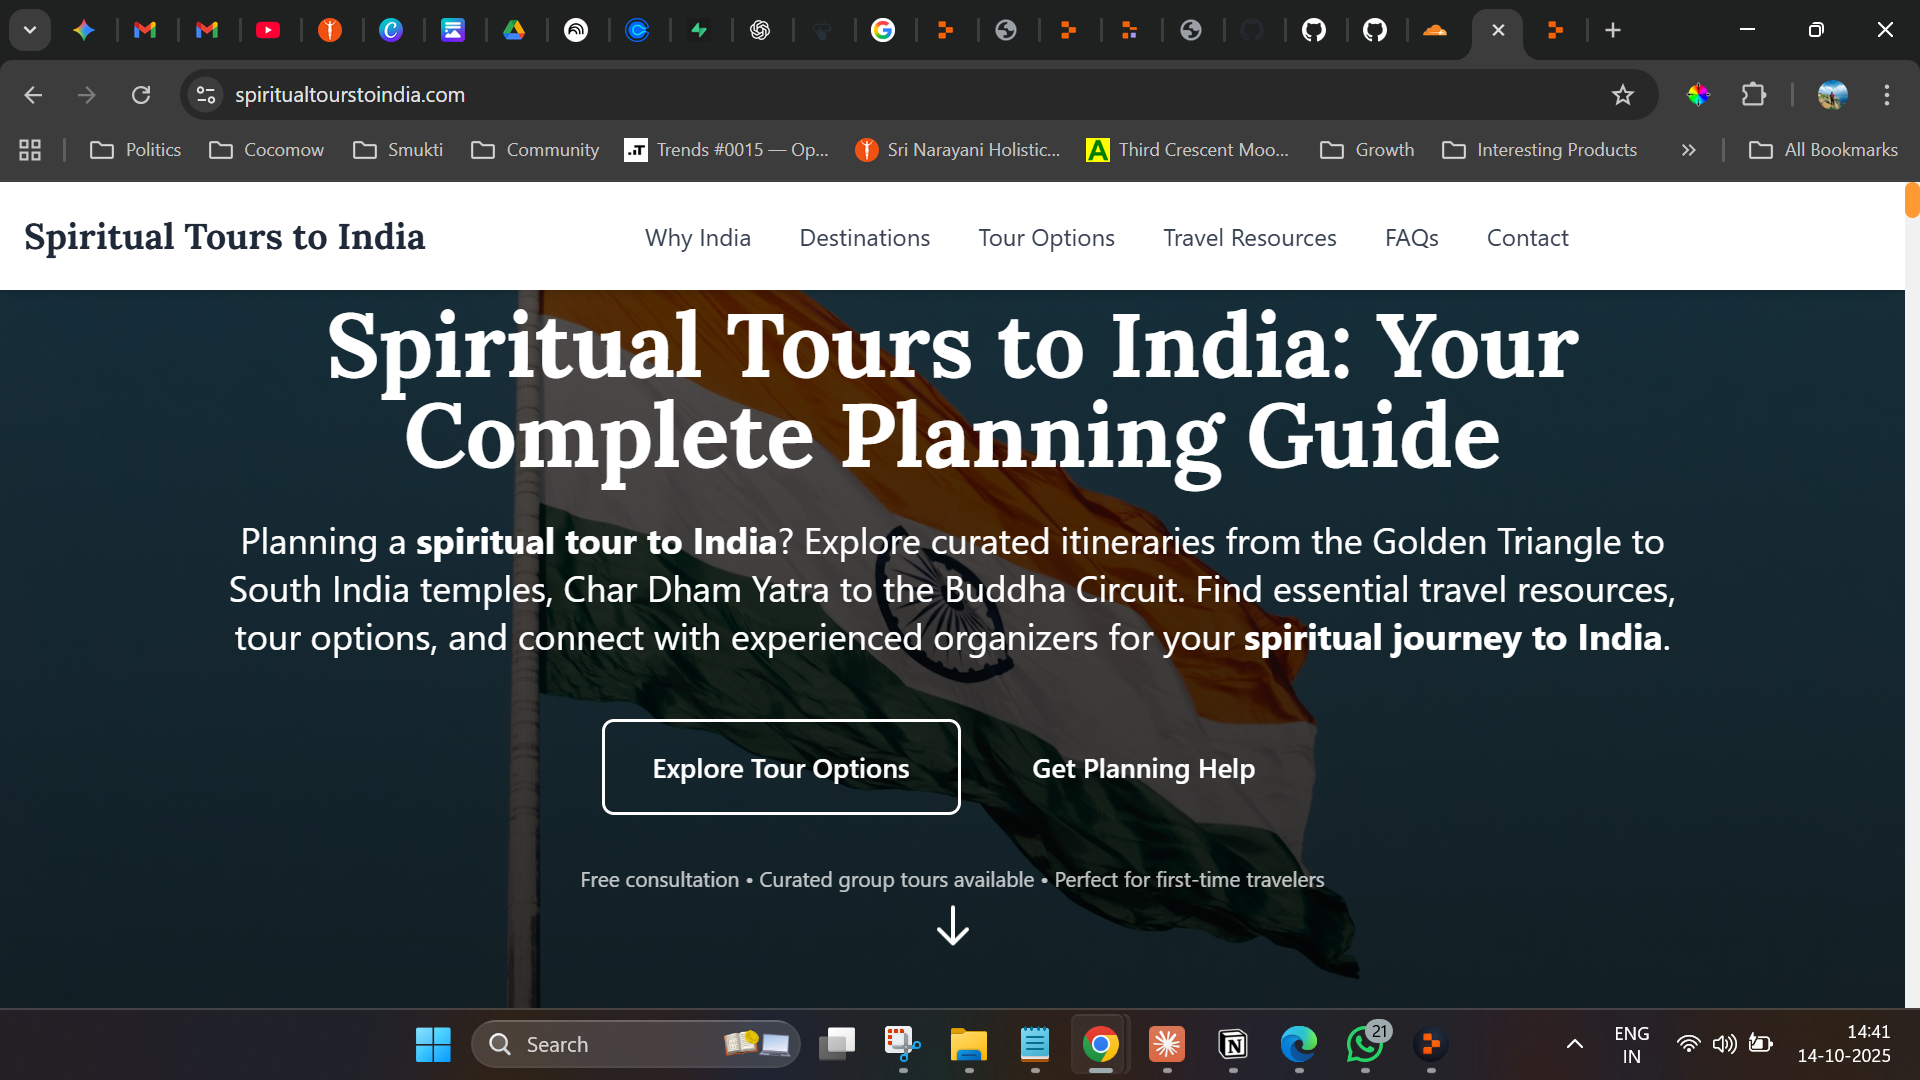 spiritualtourstoindia.com
Politics
Cocomow
Smukti
Community
.T Trends #0015 — Op...
Sri Narayani Holistic...
A Third Crescent Moo...
Growth
Interesting Products
All Bookmarks
Spiritual Tours to India
Why India
Destinations
Tour Options
Travel Resources
FAQs
Contact
Spiritual Tours to India: Your
Complete Planning Guide
Planning a spiritual tour to India? Explore curated itineraries from the Golden Triangle to
South India temples, Char Dham Yatra to the Buddha Circuit. Find essential travel resources,
tour options, and connect with experienced organizers for your spiritual journey to India.
Explore Tour Options
Get Planning Help
Free consultation • Curated group tours available • Perfect for first-time travelers
Search
21
ENG
IN
14:41
14-10-2025